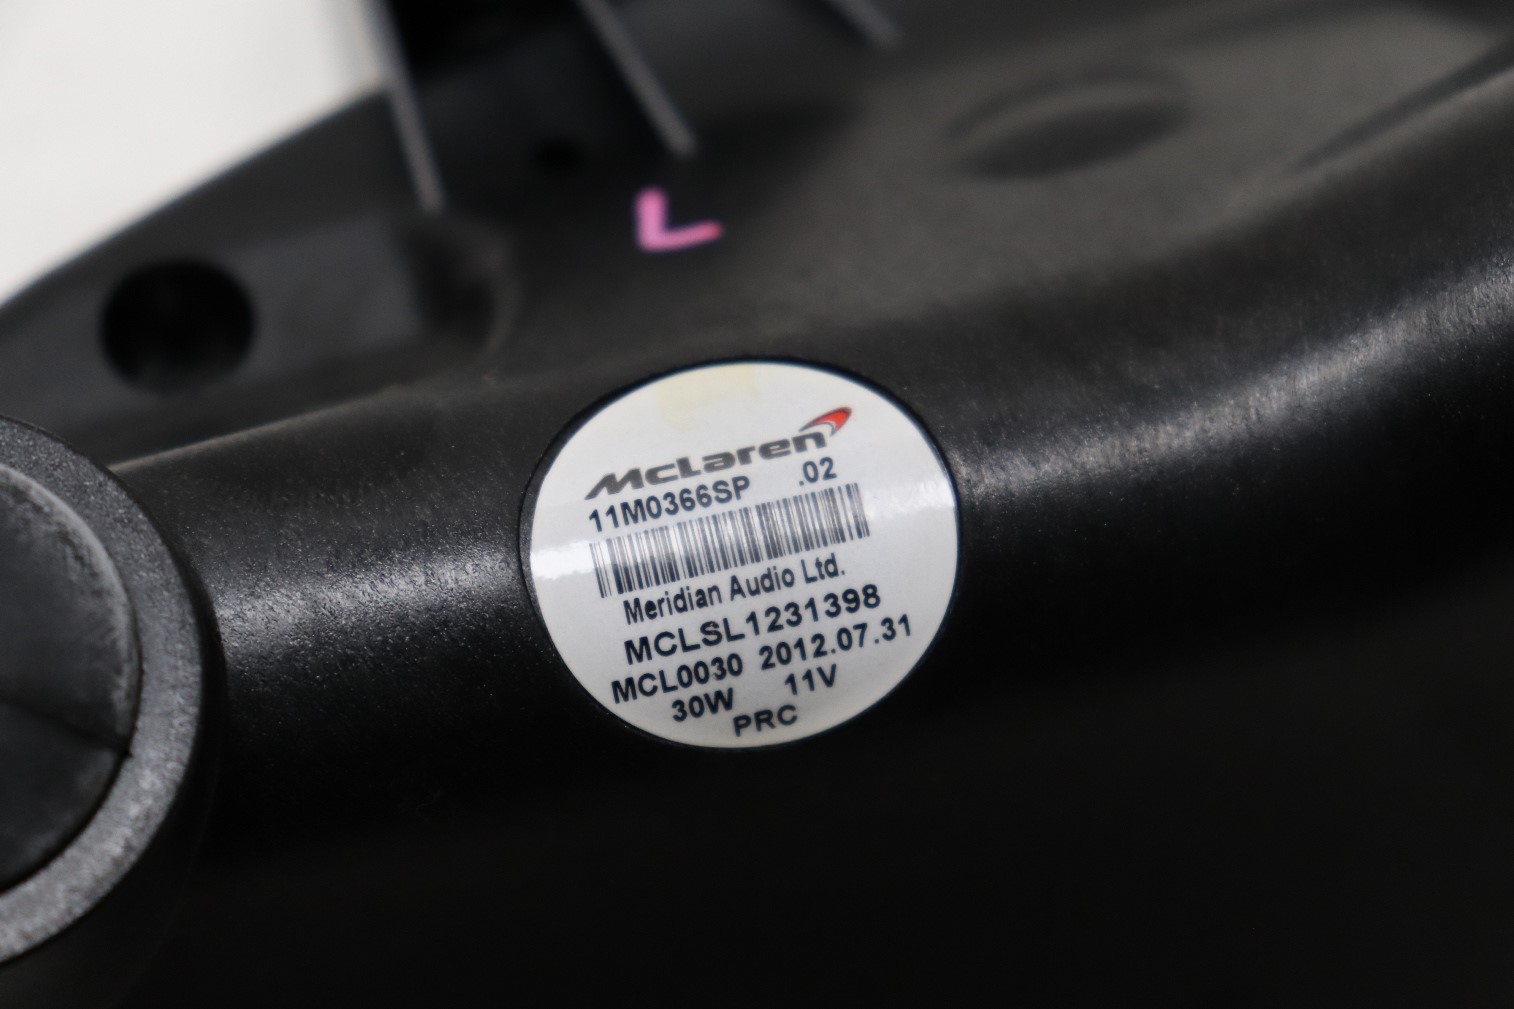 L
McLaren
11M0366SP .02
Meridian Audio Ltd.
MCLSL1231398
MCL0030 2012.07.31
30W 11V
PRC